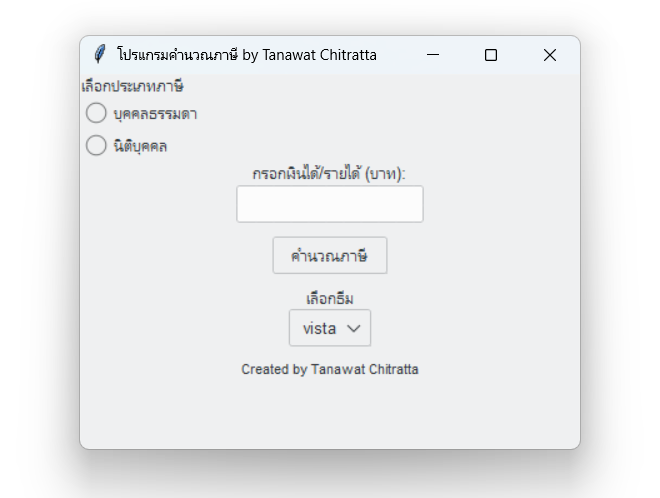 โปรแกรมคำนวณภาษี by Tanawat Chitratta
เลือกประเภทภาษี
บุคคลธรรมดา
นิติบุคคล
กรอกเงินได้/รายได้ (บาท):
คำนวณภาษี
เลือกธีม
vista
Created by Tanawat Chitratta